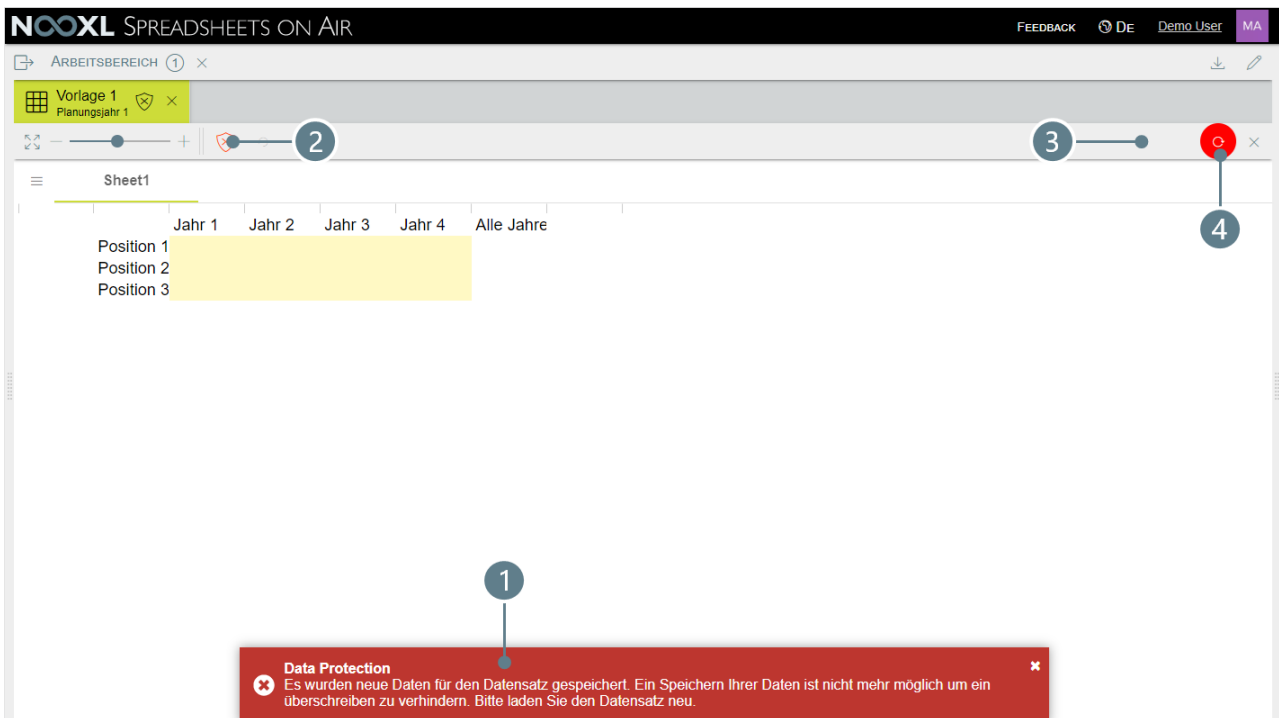 NOOXL SPREADSHEETS ON AIR FEEDBACK DE Demo User MA
ARBEITSBEREICH 1
Vorlage 1
Planungsjahr 1
2 3
Sheet1
4
Jahr 1 Jahr 2 Jahr 3 Jahr 4 Alle Jahre
Position 1
Position 2
Position 3
1
Data Protection
Es wurden neue Daten für den Datensatz gespeichert. Ein Speichern Ihrer Daten ist nicht mehr möglich um ein
überschreiben zu verhindern. Bitte laden Sie den Datensatz neu.